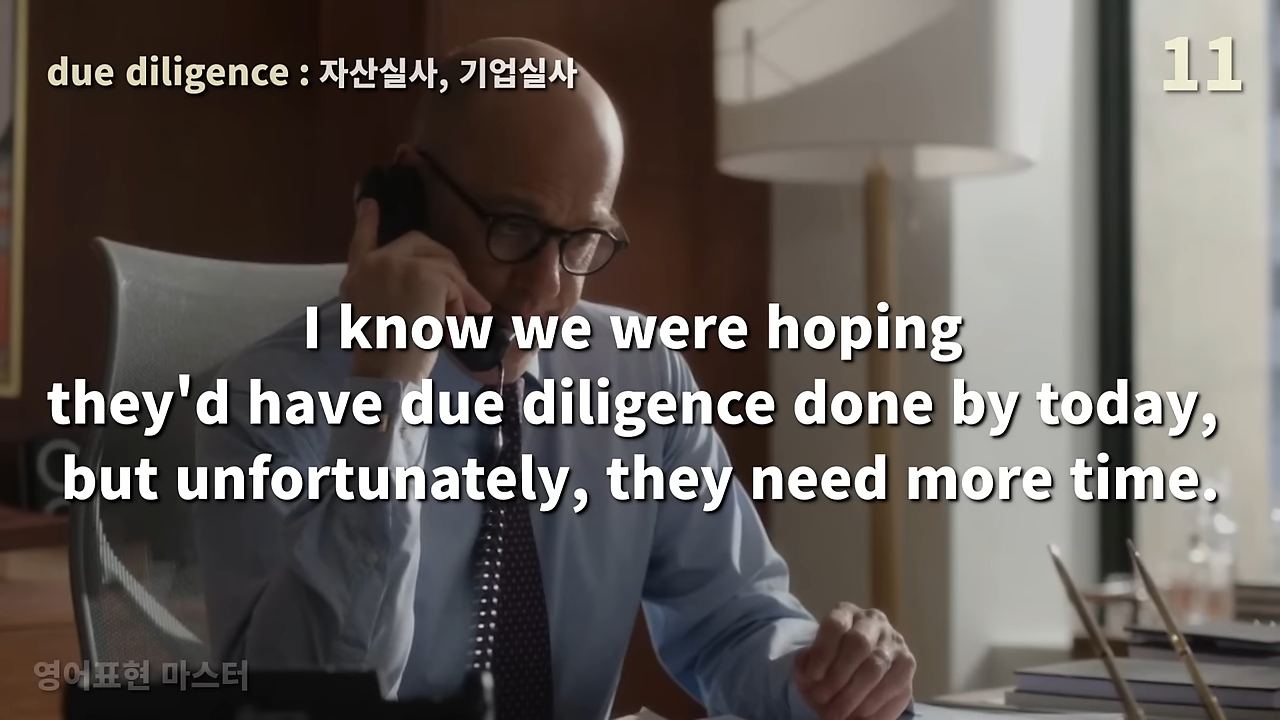 due diligence : 자산실사, 기업실사
11
I know we were hoping
they'd have due diligence done by today,
but unfortunately, they need more time.
영어표현 마스터